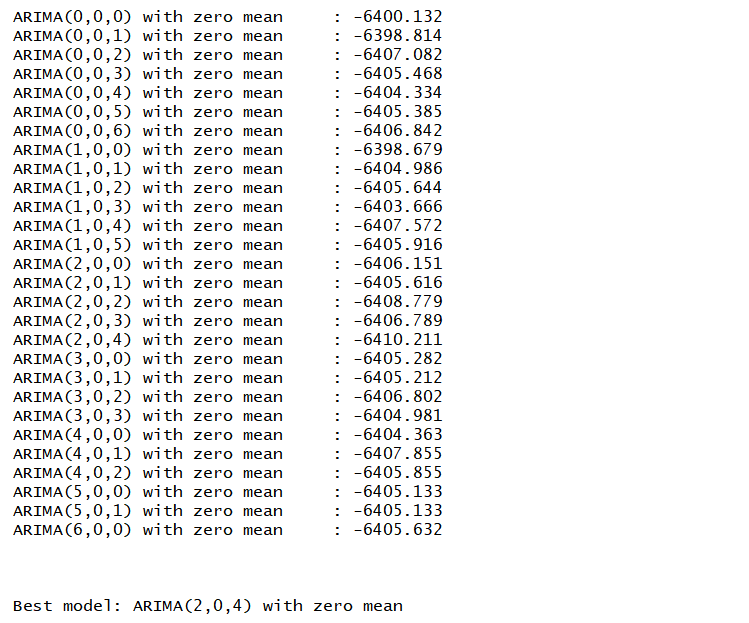 ARIMA(0,0,0) with zero mean     : -6400.132
ARIMA(0,0,1) with zero mean     : -6398.814
ARIMA(0,0,2) with zero mean     : -6407.082
ARIMA(0,0,3) with zero mean     : -6405.468
ARIMA(0,0,4) with zero mean     : -6404.334
ARIMA(0,0,5) with zero mean     : -6405.385
ARIMA(0,0,6) with zero mean     : -6406.842
ARIMA(1,0,0) with zero mean     : -6398.679
ARIMA(1,0,1) with zero mean     : -6404.986
ARIMA(1,0,2) with zero mean     : -6405.644
ARIMA(1,0,3) with zero mean     : -6403.666
ARIMA(1,0,4) with zero mean     : -6407.572
ARIMA(1,0,5) with zero mean     : -6405.916
ARIMA(2,0,0) with zero mean     : -6406.151
ARIMA(2,0,1) with zero mean     : -6405.616
ARIMA(2,0,2) with zero mean     : -6408.779
ARIMA(2,0,3) with zero mean     : -6406.789
ARIMA(2,0,4) with zero mean     : -6410.211
ARIMA(3,0,0) with zero mean     : -6405.282
ARIMA(3,0,1) with zero mean     : -6405.212
ARIMA(3,0,2) with zero mean     : -6406.802
ARIMA(3,0,3) with zero mean     : -6404.981
ARIMA(4,0,0) with zero mean     : -6404.363
ARIMA(4,0,1) with zero mean     : -6407.855
ARIMA(4,0,2) with zero mean     : -6405.855
ARIMA(5,0,0) with zero mean     : -6405.133
ARIMA(5,0,1) with zero mean     : -6405.133
ARIMA(6,0,0) with zero mean     : -6405.632
Best model: ARIMA(2,0,4) with zero mean